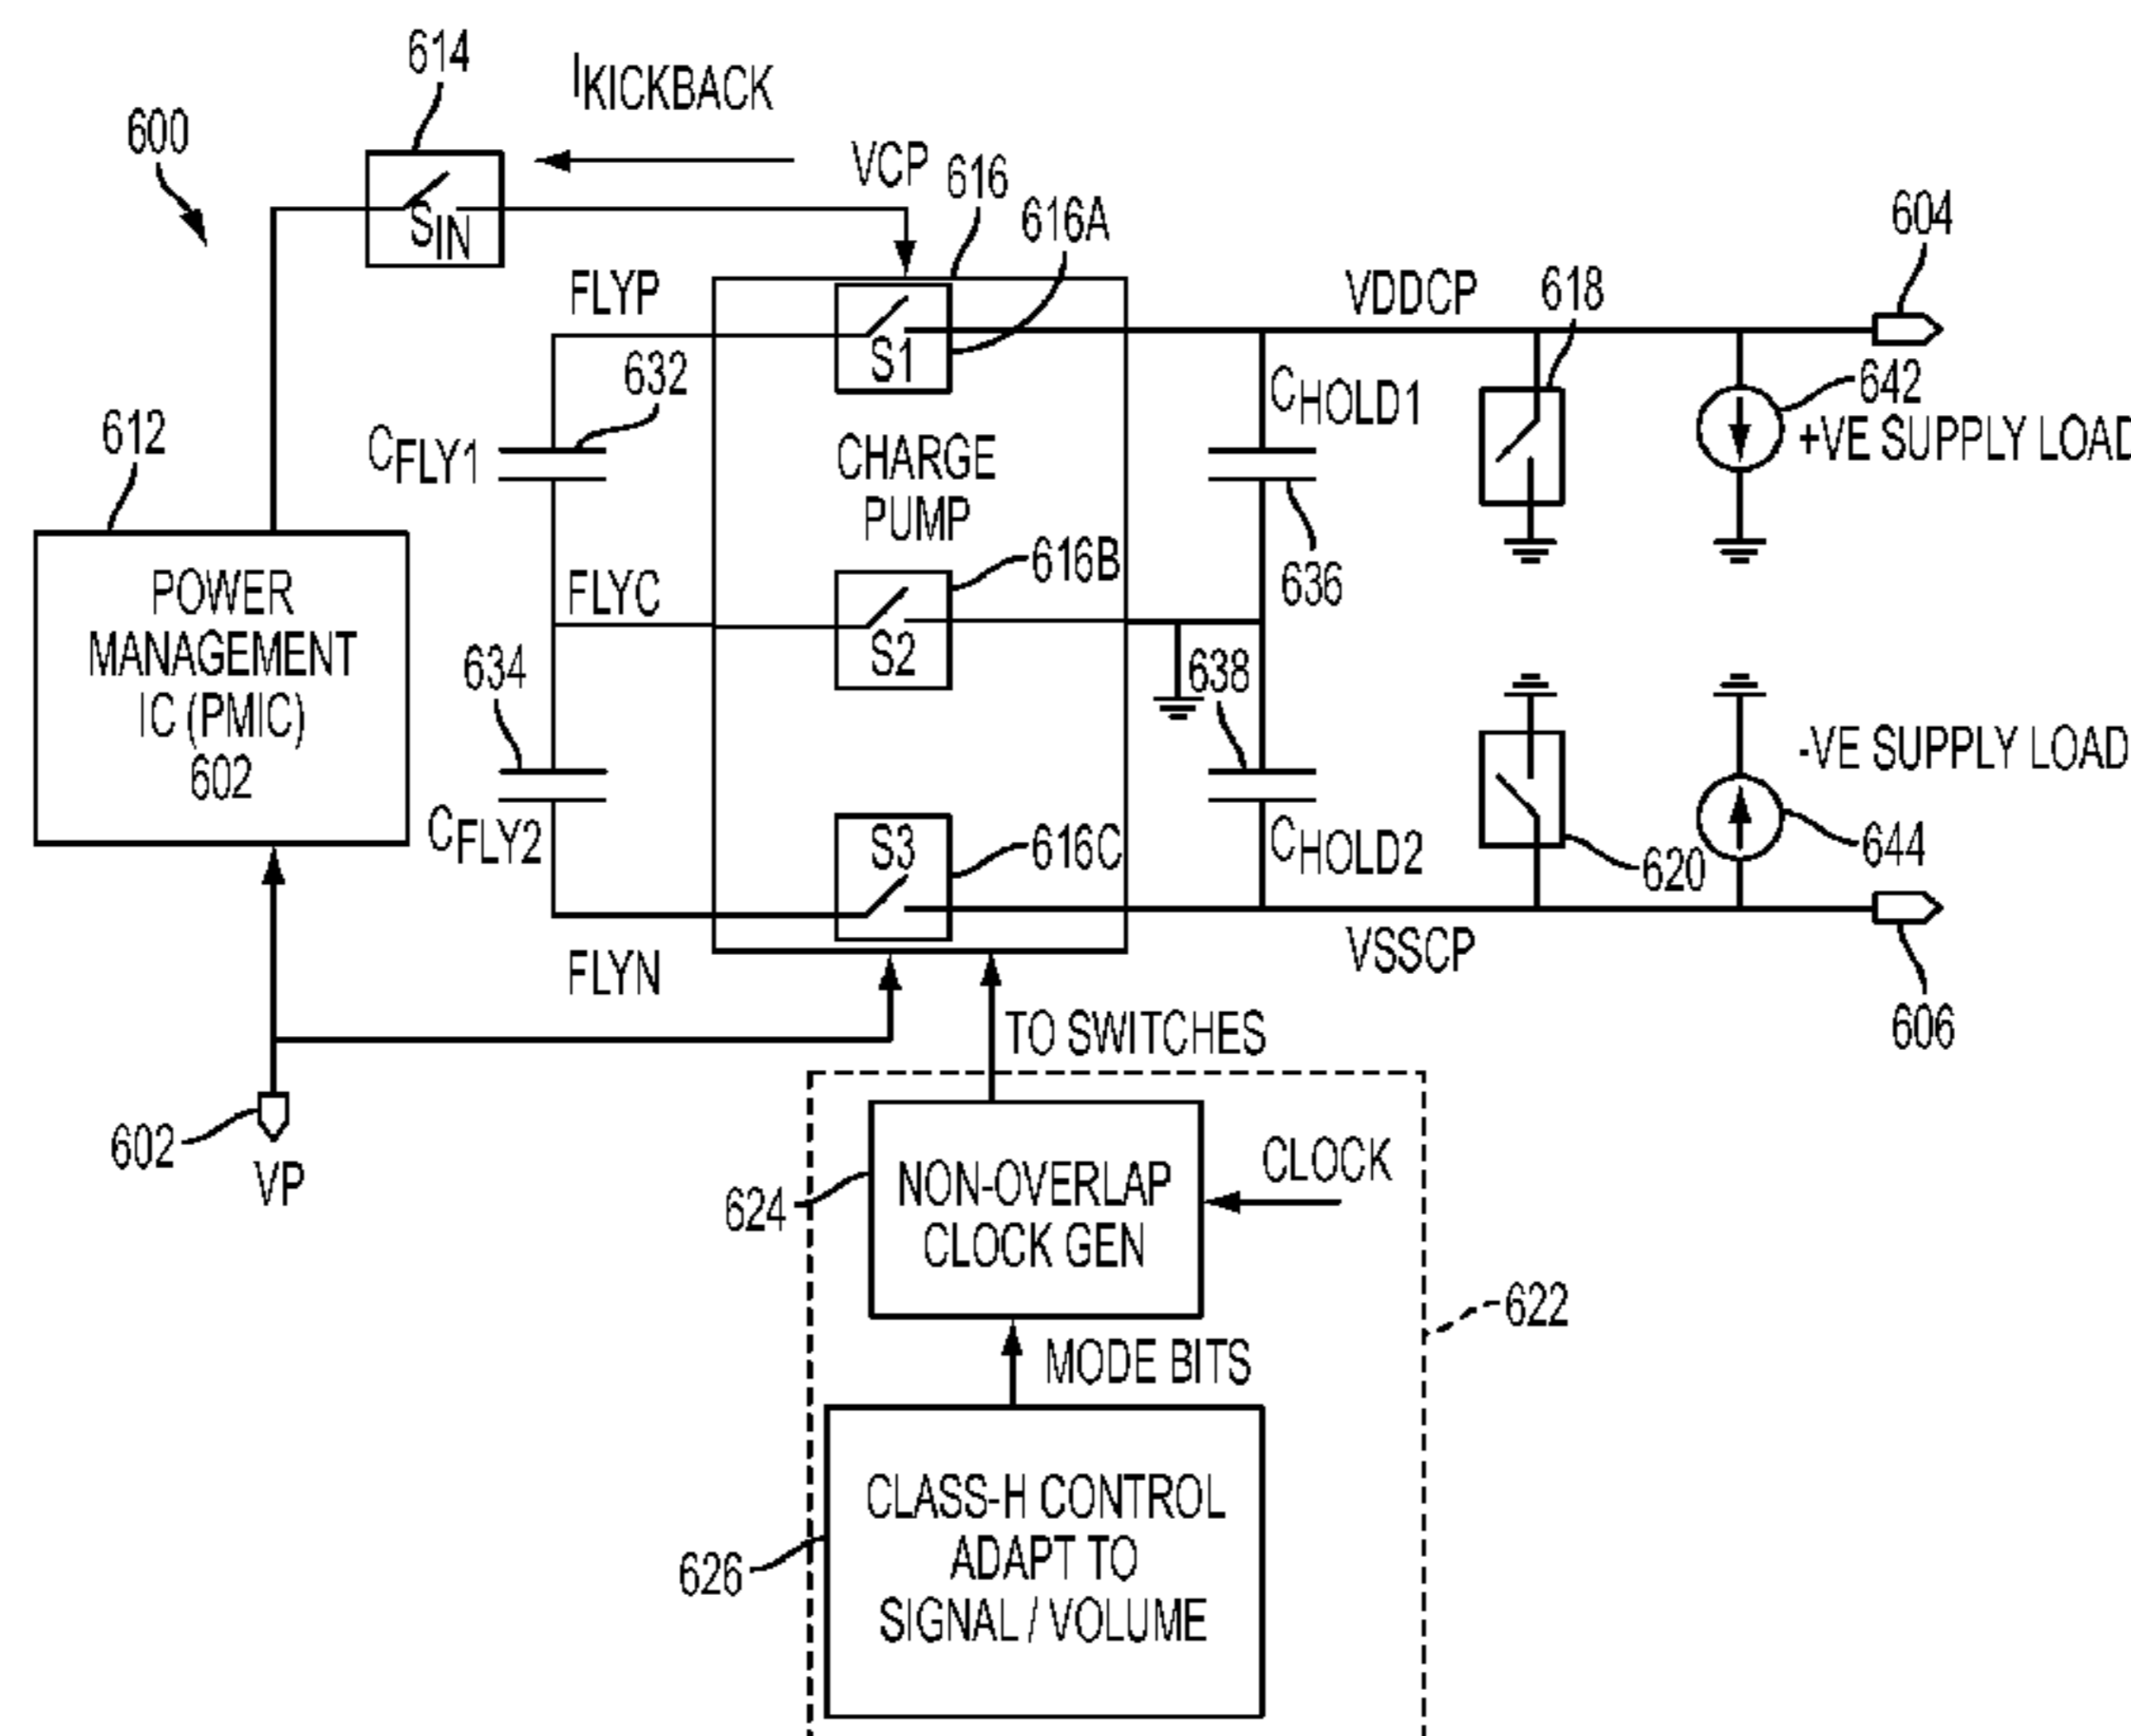 614
IKICKBACK
600
VCP
616
616A
604
SIN
FLYP
VDDCP
618
632
S1
CHOLD1
642
+VE SUPPLY LOAD
612
CFLY1
CHARGE
PUMP
636
POWER
MANAGEMENT
IC (PMIC)
602
FLYC
616B
S2
634
638
-VE SUPPLY LOAD
CFLY2
S3
616C
CHOLD2
620
644
FLYN
VSSCP
606
TO SWITCHES
602
VP
624
NON-OVERLAP
CLOCK GEN
CLOCK
622
MODE BITS
626
CLASS-H CONTROL
ADAPT TO
SIGNAL / VOLUME